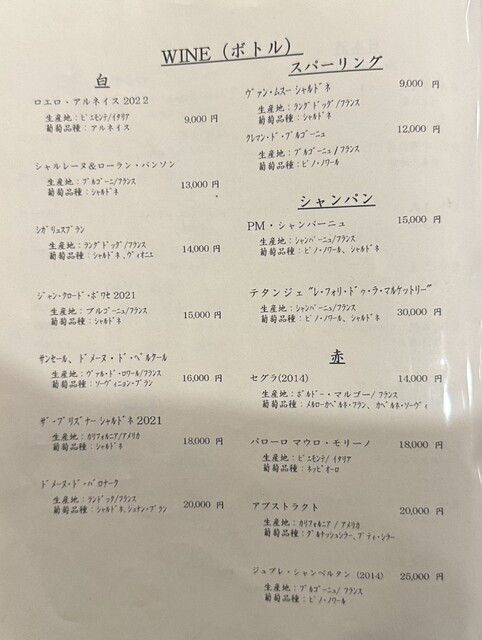 WINE（ボトル）
白
ロエロ・アルネイス 2022
生産地：ピエモンテ/イタリア
葡萄品種：アルネイス
9,000 円
シャルレーヌ＆ローラン・パンソン
生産地：ブルゴーニュ/フランス
葡萄品種：シャルドネ
13,000 円
シガリュスブラン
生産地：ラングドッグ/フランス
葡萄品種：シャルドネ、ヴィオニエ
14,000 円
ジャン・クロード・ボワセ 2021
生産地：ブルゴーニュ/フランス
葡萄品種：シャルドネ
15,000 円
サンセール、ドメーヌ・ド・ベルクール
生産地：ヴァル・ド・ロワール/フランス
葡萄品種：ソーヴィニョン・ブラン
16,000 円
ザ・プリズナー シャルドネ 2021
生産地：カリフォルニア/アメリカ
葡萄品種：シャルドネ
18,000 円
ドメーヌ・ド・バロナーク
生産地：ランドック/フランス
葡萄品種：シャルドネ、シュナン・ブラン
20,000 円
スパーリング
ヴァン・ムスー シャルドネ
9,000 円
生産地：ラングドッグ/フランス
葡萄品種：シャルドネ
クレマン・ド・ブルゴーニュ
12,000 円
生産地：ブルゴーニュ/フランス
葡萄品種：ピノ・ノワール
シャンパン
PM・シャンパーニュ
15,000 円
生産地：シャンパーニュ/フランス
葡萄品種：ピノ・ノワール、シャルドネ
テタンジェ "レ・フォリ・ドゥ・ラ・マルケットリー"
生産地：シャンパーニュ/フランス
葡萄品種：ピノ・ノワール、シャルドネ
30,000 円
赤
セグラ(2014)
14,000 円
生産地：ボルドー・マルゴー/フランス
葡萄品種：メルローカベルネ・フラン、カベルネ・ソーヴィ
バローロ マウロ・モリーノ
18,000 円
生産地：ピエモンテ/イタリア
葡萄品種：ネッビオーロ
アブストラクト
20,000 円
生産地：カリフォルニア/アメリカ
葡萄品種：グルナッシュシラー、プティ・シラー
ジュブレ・シャンベルタン (2014)
25,000 円
生産地：ブルゴーニュ/フランス
葡萄品種：ピノ・ノワール